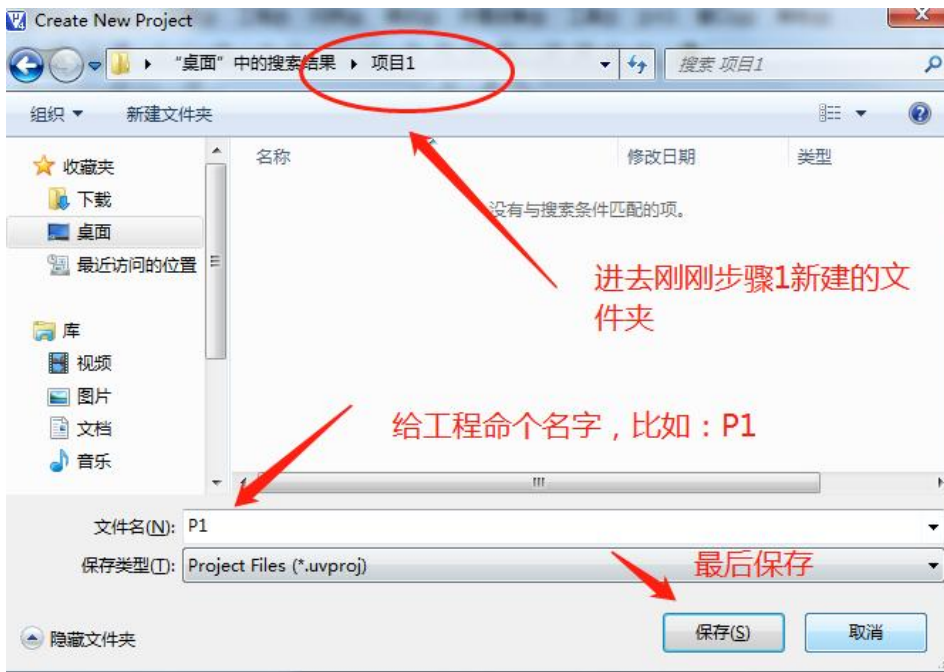 Create New Project
“桌面”中的搜索结果 ▸ 项目1
搜索 项目1
组织
新建文件夹
收藏夹
下载
桌面
最近访问的位置
库
视频
图片
文档
音乐
名称
修改日期
类型
没有与搜索条件匹配的项。
进去刚刚步骤1新建的文
件夹
给工程命个名字，比如：P1
文件名(N): P1
保存类型(T): Project Files (*.uvproj)
最后保存
隐藏文件夹
保存(S)
取消